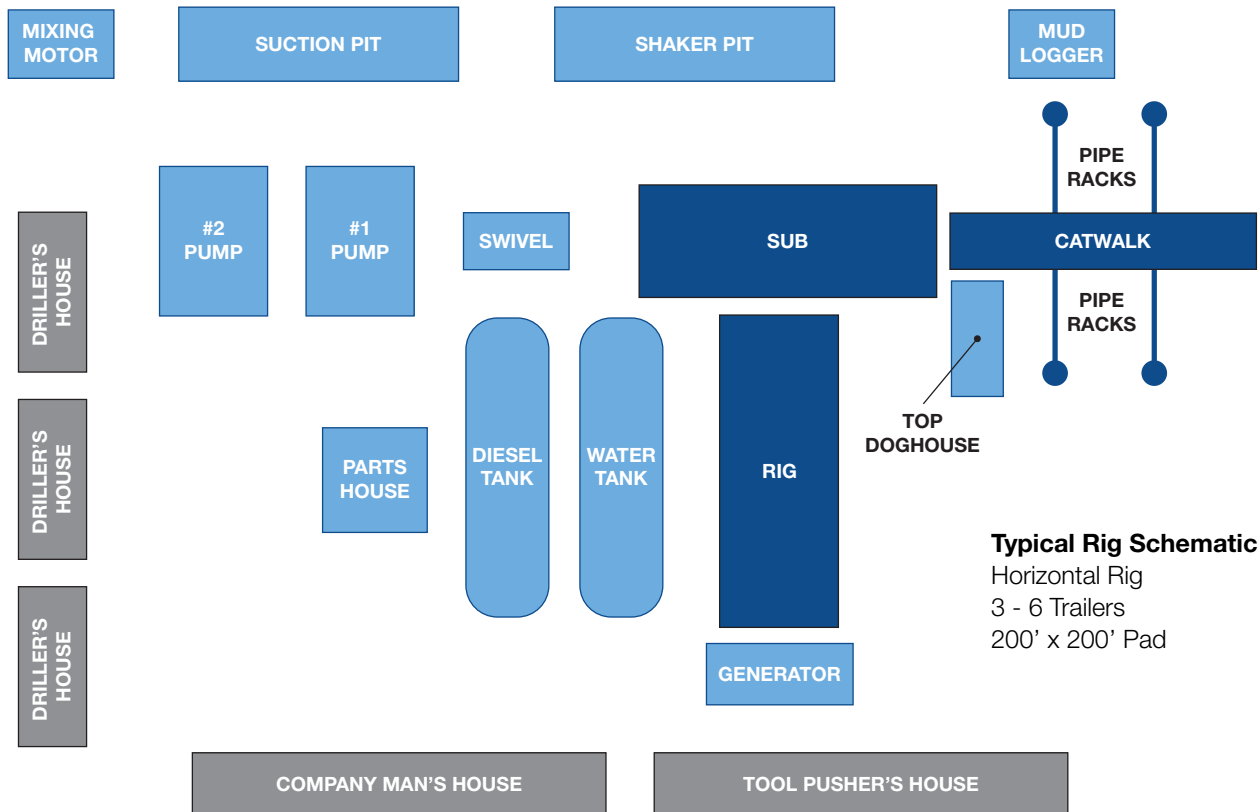 MIXING
MOTOR
SUCTION PIT
SHAKER PIT
MUD
LOGGER
PIPE
RACKS
#2
PUMP
#1
PUMP
SWIVEL
SUB
CATWALK
DRILLER'S
HOUSE
PIPE
RACKS
TOP
DOGHOUSE
DRILLER'S
HOUSE
PARTS
HOUSE
DIESEL
TANK
WATER
TANK
RIG
Typical Rig Schematic
Horizontal Rig
3 - 6 Trailers
200' x 200' Pad
DRILLER'S
HOUSE
GENERATOR
COMPANY MAN'S HOUSE
TOOL PUSHER'S HOUSE